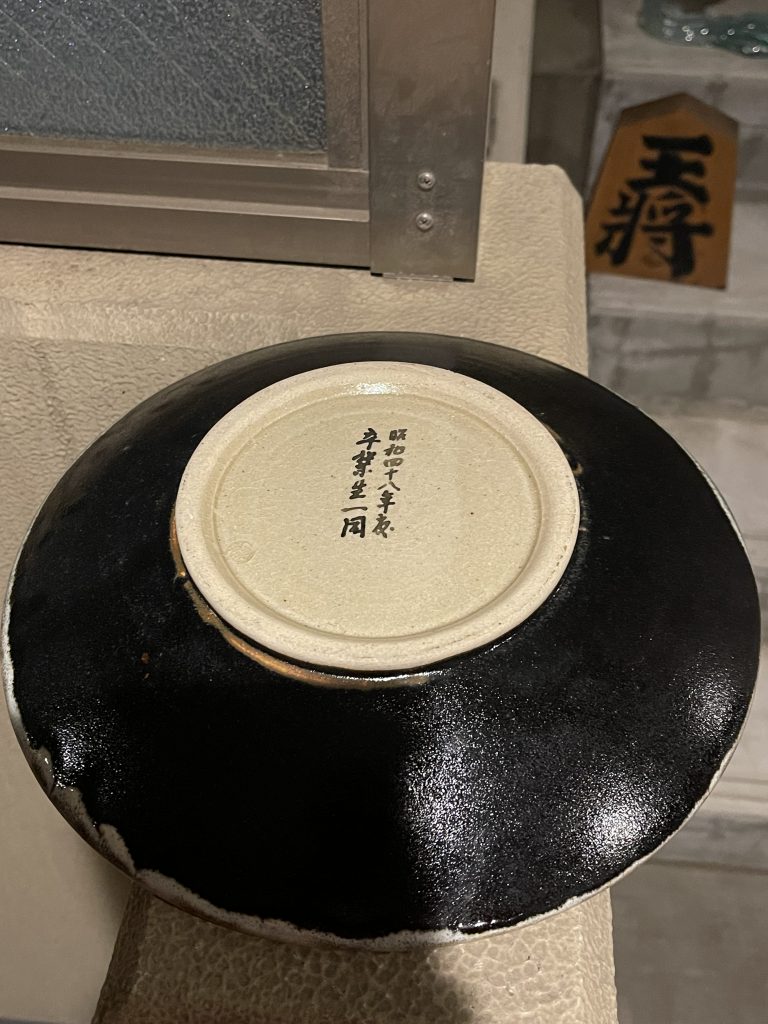 昭和四十八年度
卒業生一同
王将